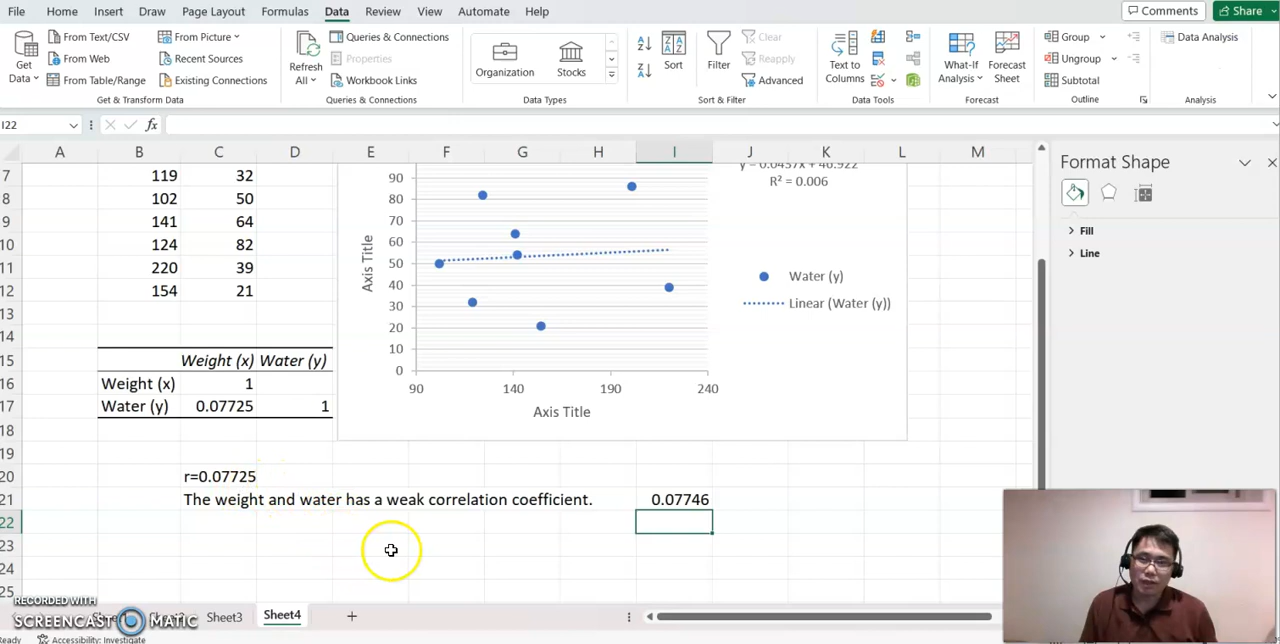 File Home Insert Draw Page Layout Formulas Data Review View Automate Help Comments Share
Get Data
From Text/CSV
From Web
From Table/Range
From Picture
Recent Sources
Existing Connections
Get & Transform Data
Refresh All
Queries & Connections
Properties
Workbook Links
Queries & Connections
Organization
Stocks
Data Types
Sort
Filter
Clear
Reapply
Advanced
Sort & Filter
Text to Columns
Data Tools
What-If Analysis
Forecast Sheet
Forecast
Group
Ungroup
Subtotal
Outline
Data Analysis
Analysis
I22 fx
A B C D E F G H I J K L M
7 119 32
8 102 50
9 141 64
10 124 82
11 220 39
12 154 21
13
14
15 Weight (x) Water (y)
16 Weight (x) 1
17 Water (y) 0.07725 1
18
19
20 r=0.07725
21 The weight and water has a weak correlation coefficient. 0.07746
22
23
24
25
y = 0.0437x + 46.922
R² = 0.006
90
80
70
60
50
40
30
20
10
0
90 140 190 240
Axis Title
Axis Title
Water (y)
Linear (Water (y))
Format Shape
Fill
Line
RECORDED WITH
SCREENCAST MATIC
Sheet3 Sheet4
Ready Accessibility: Investigate